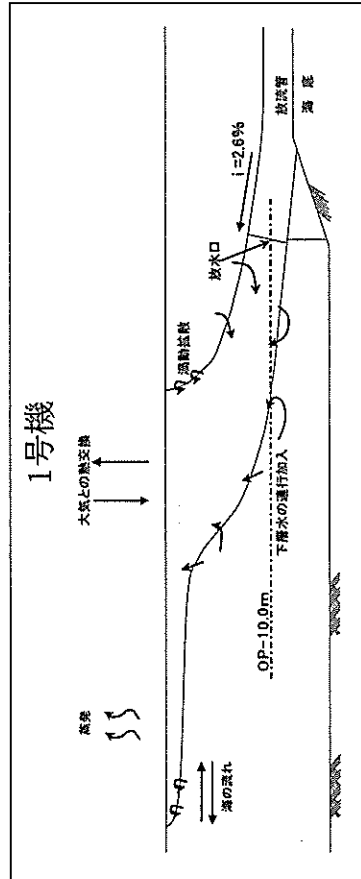 1号機
蒸発
大気との熱交換
渦動拡散
i=2.6%
放水口
放流管
海底
OP-10.0m
下層水の連行加入
海の流れ